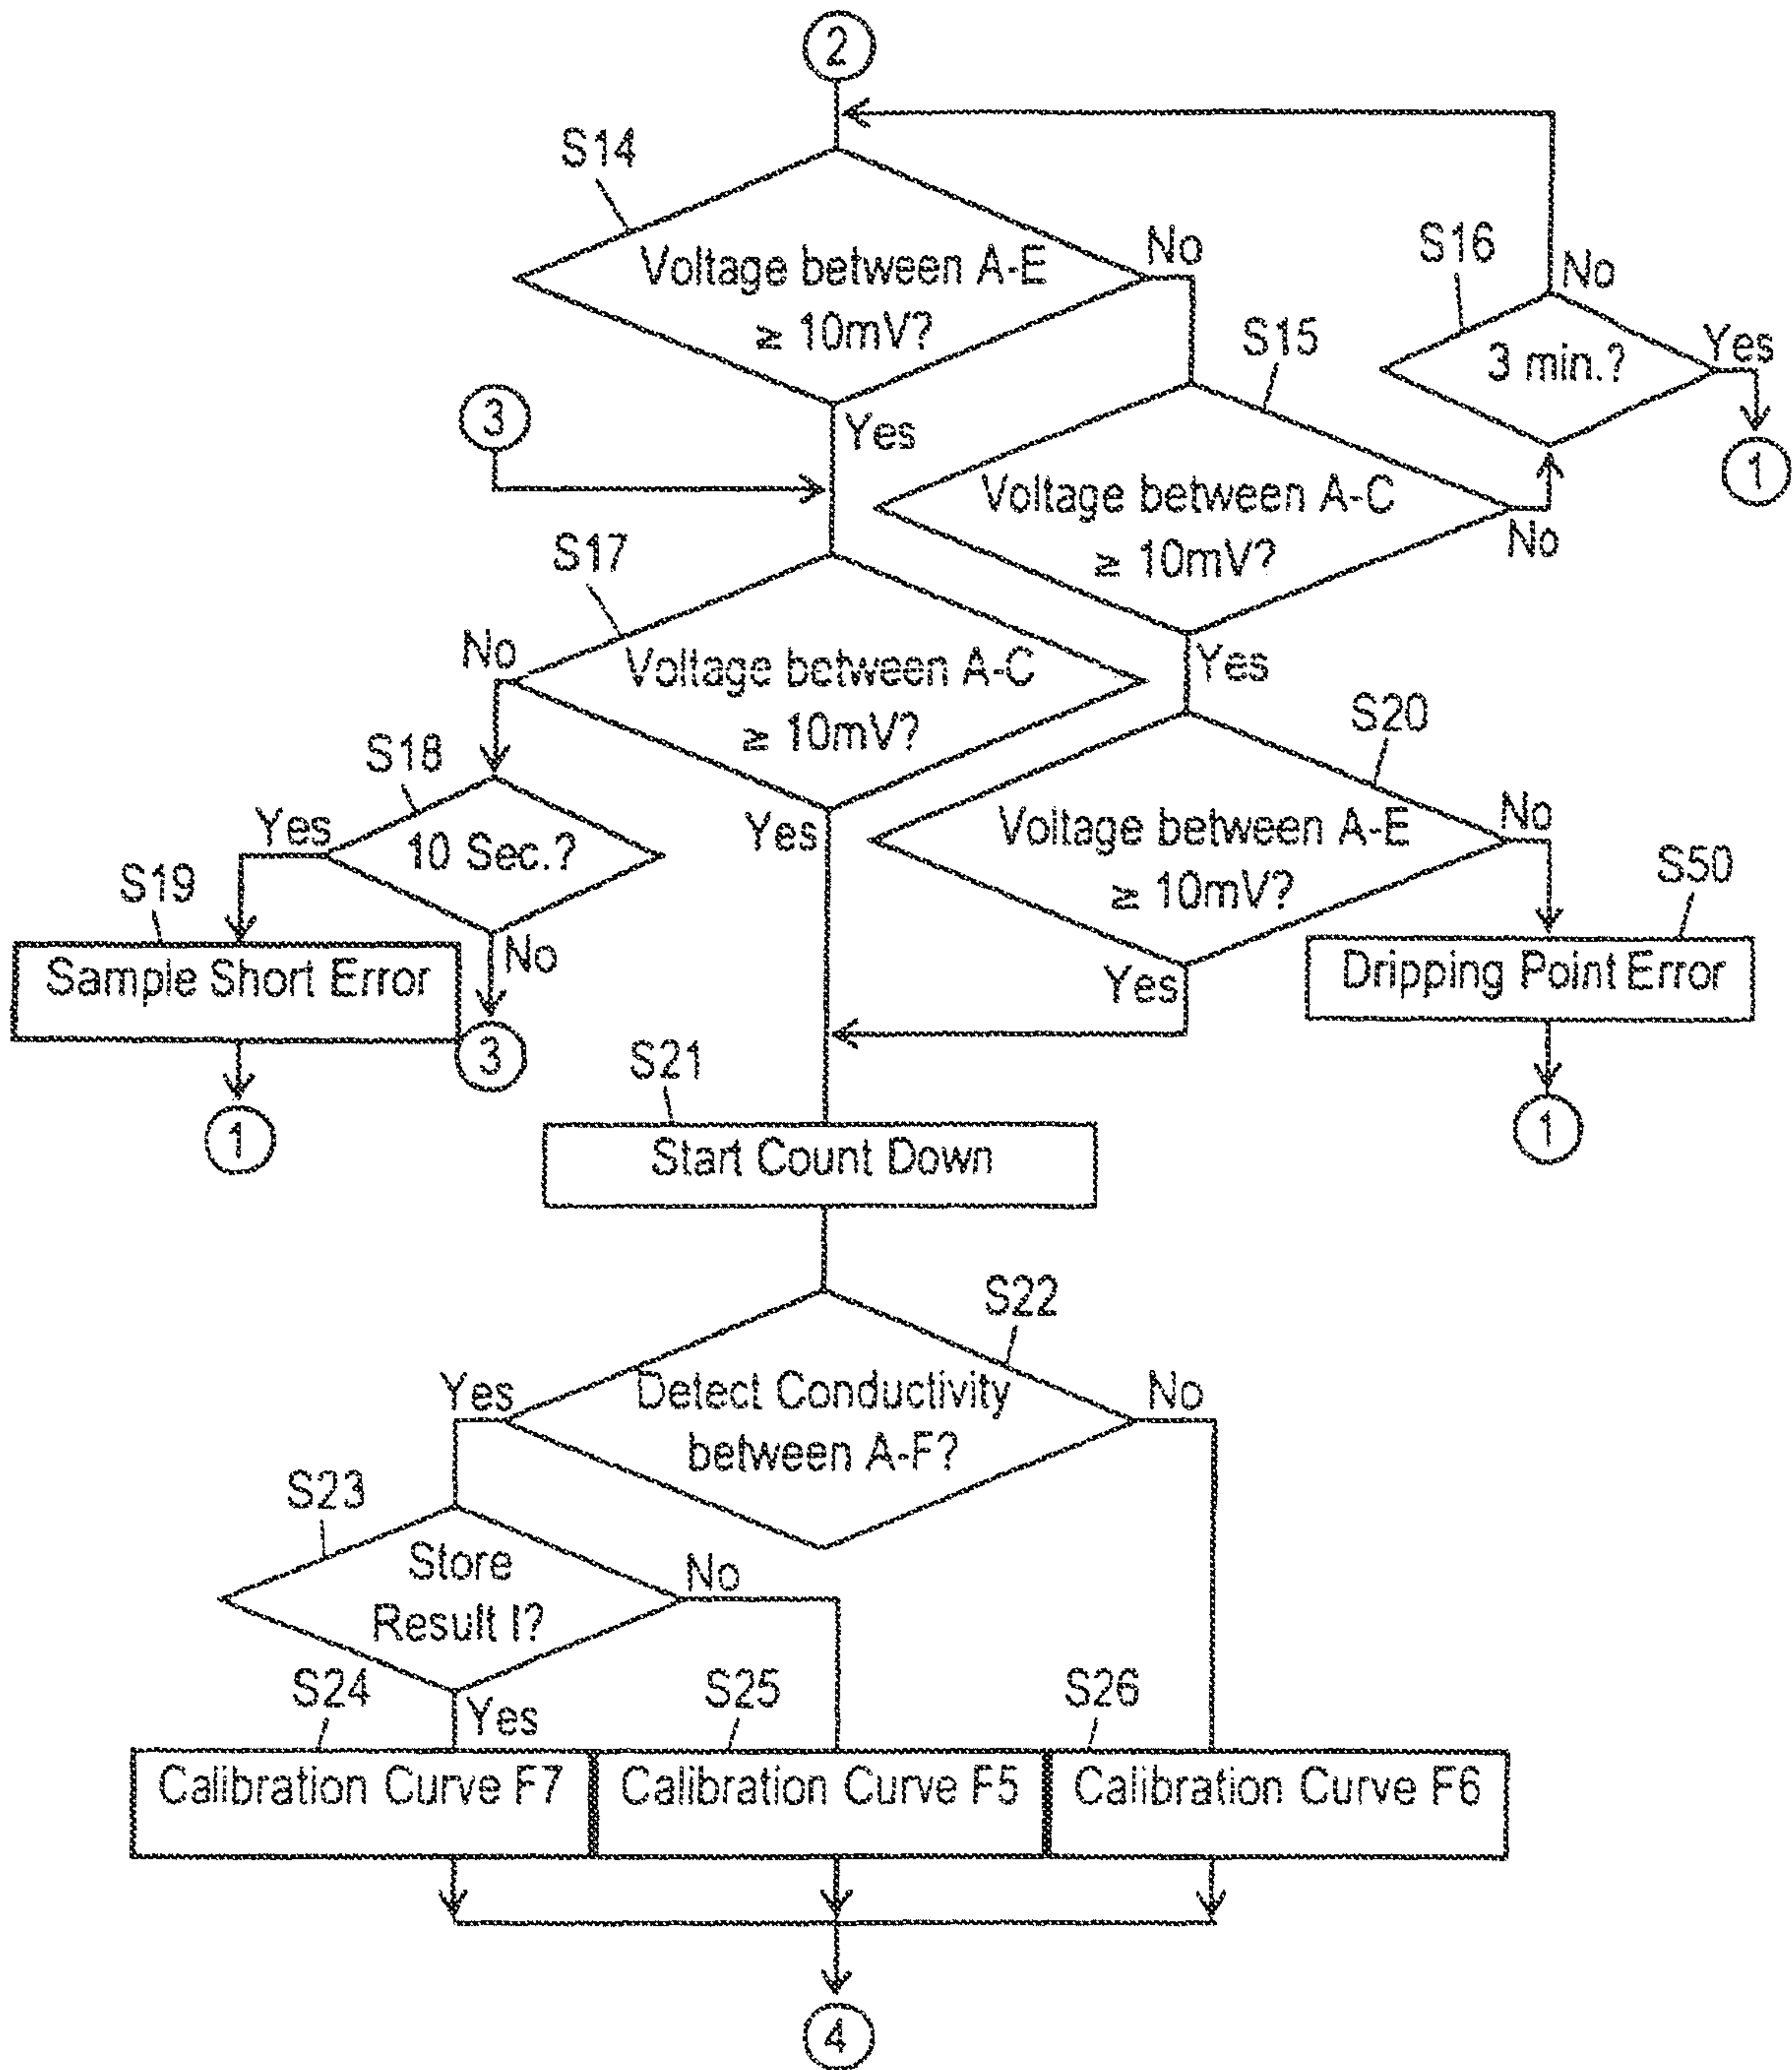 2
S14
Voltage between A-E
≥ 10mV?
No
Yes
S16
3 min.?
No
Yes
1
3
S15
Voltage between A-C
≥ 10mV?
No
Yes
S17
Voltage between A-C
≥ 10mV?
No
Yes
S18
10 Sec.?
Yes
No
S20
Voltage between A-E
≥ 10mV?
No
Yes
S19
Sample Short Error
3
1
S50
Dripping Point Error
1
S21
Start Count Down
S22
Detect Conductivity
between A-F?
Yes
No
S23
Store
Result I?
No
Yes
S24
Calibration Curve F7
S25
Calibration Curve F5
S26
Calibration Curve F6
4